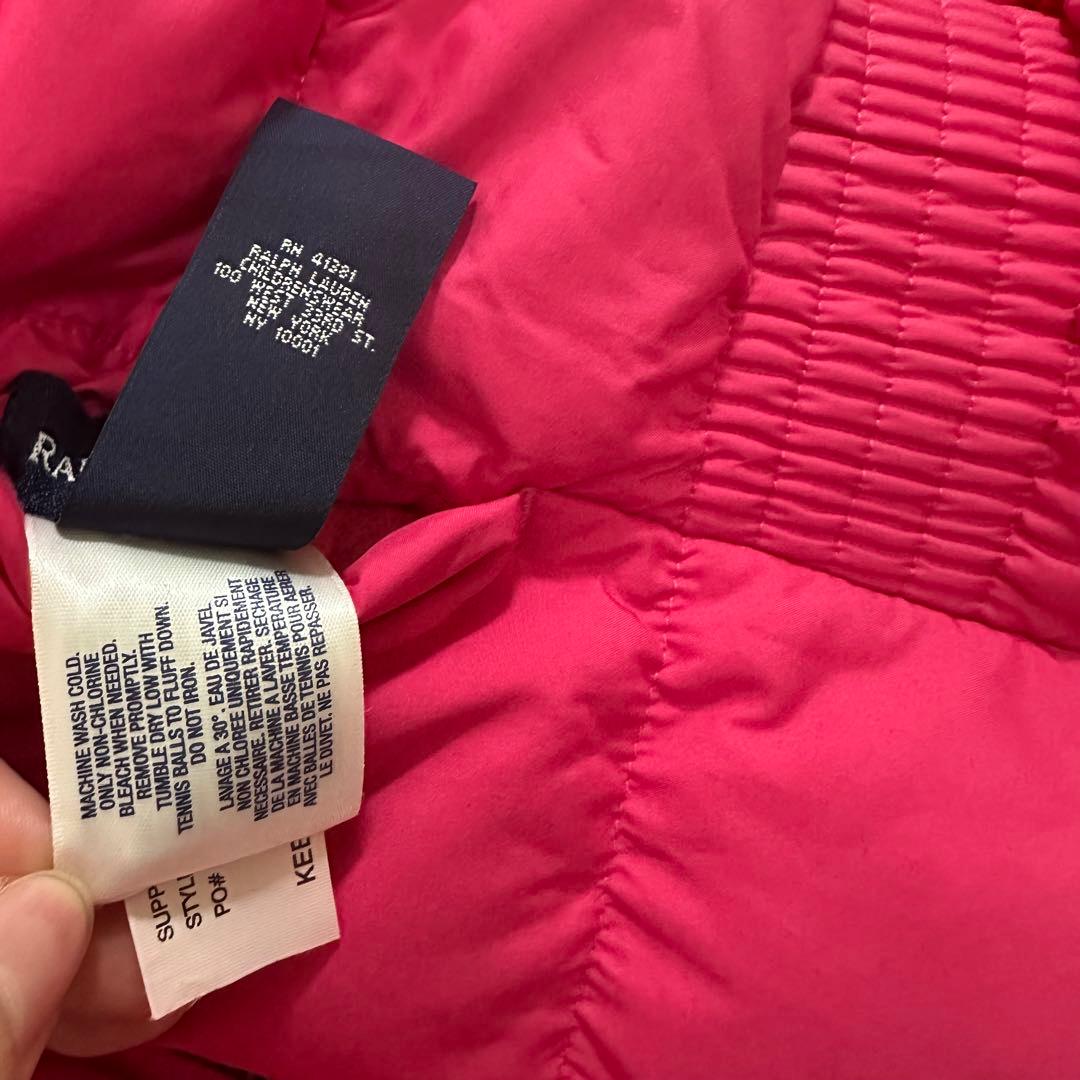 RN 41381
RALPH LAUREN
CHILDRENSWEAR
100 WEST 33RD ST.
NEW YORK
NY 10001
RA
MACHINE WASH COLD.
ONLY NON-CHLORINE
BLEACH WHEN NEEDED.
REMOVE PROMPTLY.
TUMBLE DRY LOW WITH
TENNIS BALLS TO FLUFF DOWN.
DO NOT IRON.
LAVAGE A 30°. EAU DE JAVEL
NON CHLOREE UNIQUEMENT SI
NECESSAIRE. RETIRER RAPIDEMENT
DE LA MACHINE A LAVER. SECHAGE
EN MACHINE BASSE TEMPERATURE
AVEC BALLES DE TENNIS POUR AERER
LE DUVET. NE PAS REPASSER.
SUPP
STYL
PO#
KEE